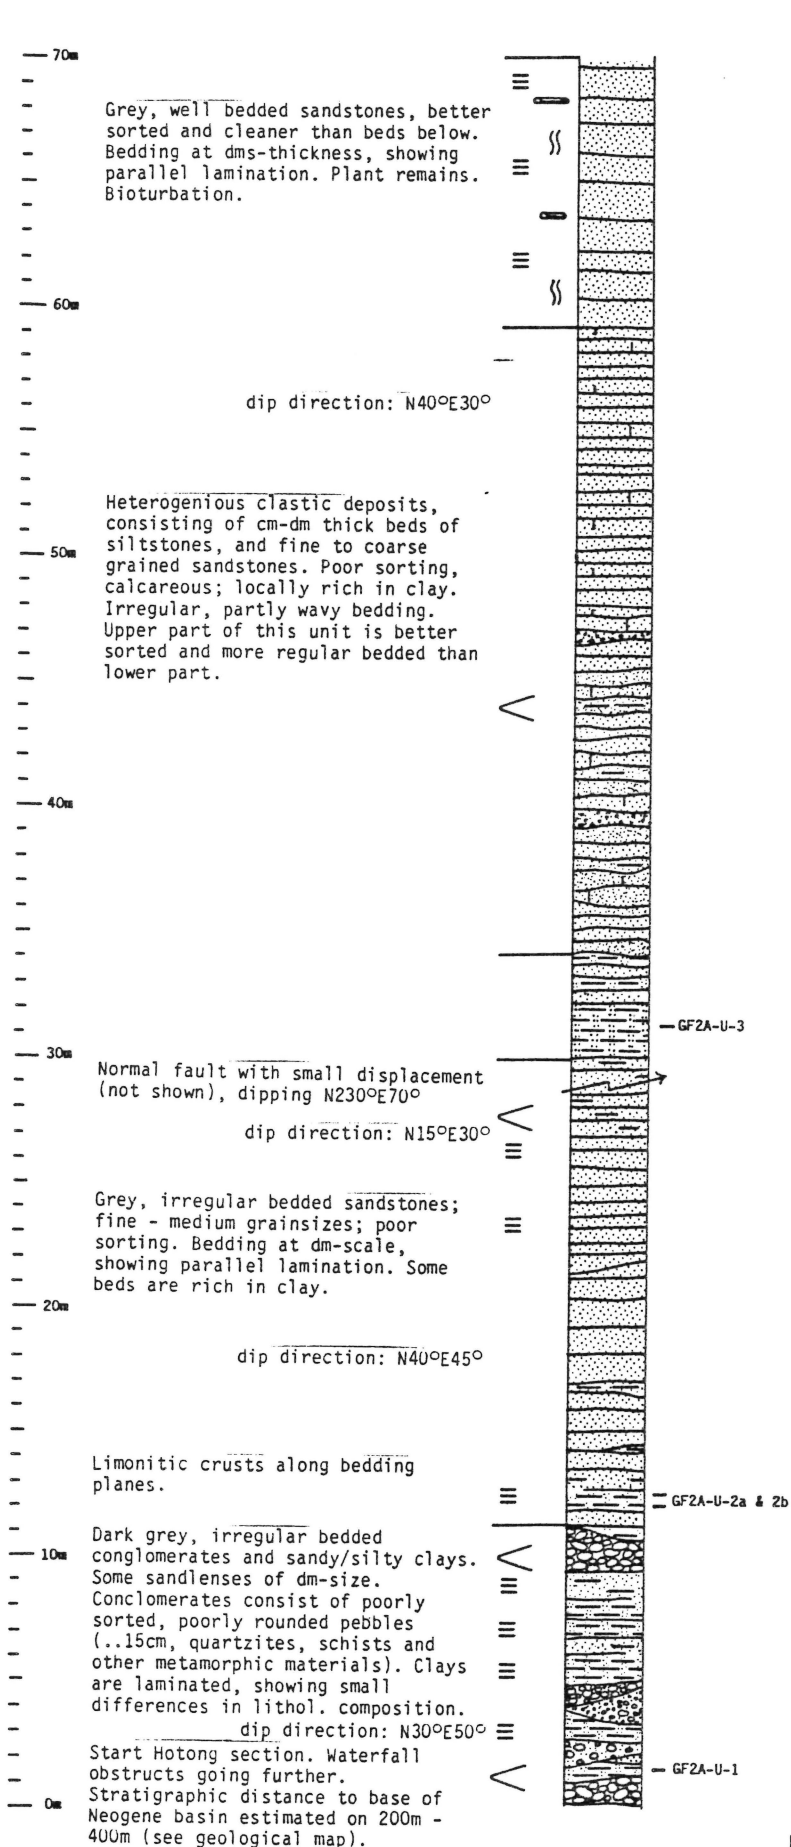 70m
Grey, well bedded sandstones, better
sorted and cleaner than beds below.
Bedding at dms-thickness, showing
parallel lamination. Plant remains.
Bioturbation.
60m
dip direction: N40°E30°
Heterogenious clastic deposits,
consisting of cm-dm thick beds of
siltstones, and fine to coarse
grained sandstones. Poor sorting,
calcareous; locally rich in clay.
Irregular, partly wavy bedding.
Upper part of this unit is better
sorted and more regular bedded than
lower part.
50m
40m
GF2A-U-3
30m
Normal fault with small displacement
(not shown), dipping N230°E70°
dip direction: N15°E30°
Grey, irregular bedded sandstones;
fine - medium grainsizes; poor
sorting. Bedding at dm-scale,
showing parallel lamination. Some
beds are rich in clay.
20m
dip direction: N40°E45°
Limonitic crusts along bedding
planes.
GF2A-U-2a & 2b
Dark grey, irregular bedded
conglomerates and sandy/silty clays.
Some sandlenses of dm-size.
Conclomerates consist of poorly
sorted, poorly rounded pebbles
(..15cm, quartzites, schists and
other metamorphic materials). Clays
are laminated, showing small
differences in lithol. composition.
10m
dip direction: N30°E50°
Start Hotong section. Waterfall
obstructs going further.
Stratigraphic distance to base of
Neogene basin estimated on 200m -
400m (see geological map).
GF2A-U-1
0m